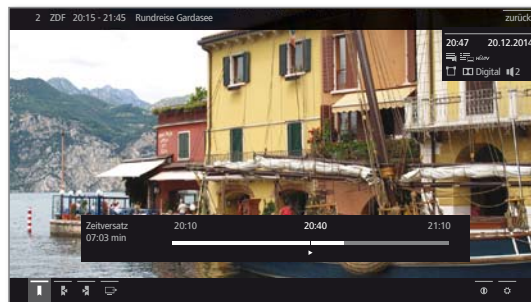 2 ZDF 20:15 - 21:45 Rundreise Gardasee
zurück
20:47 20.12.2014
Digital 2
Zeitversatz 20:10 20:40 21:10
07:03 min